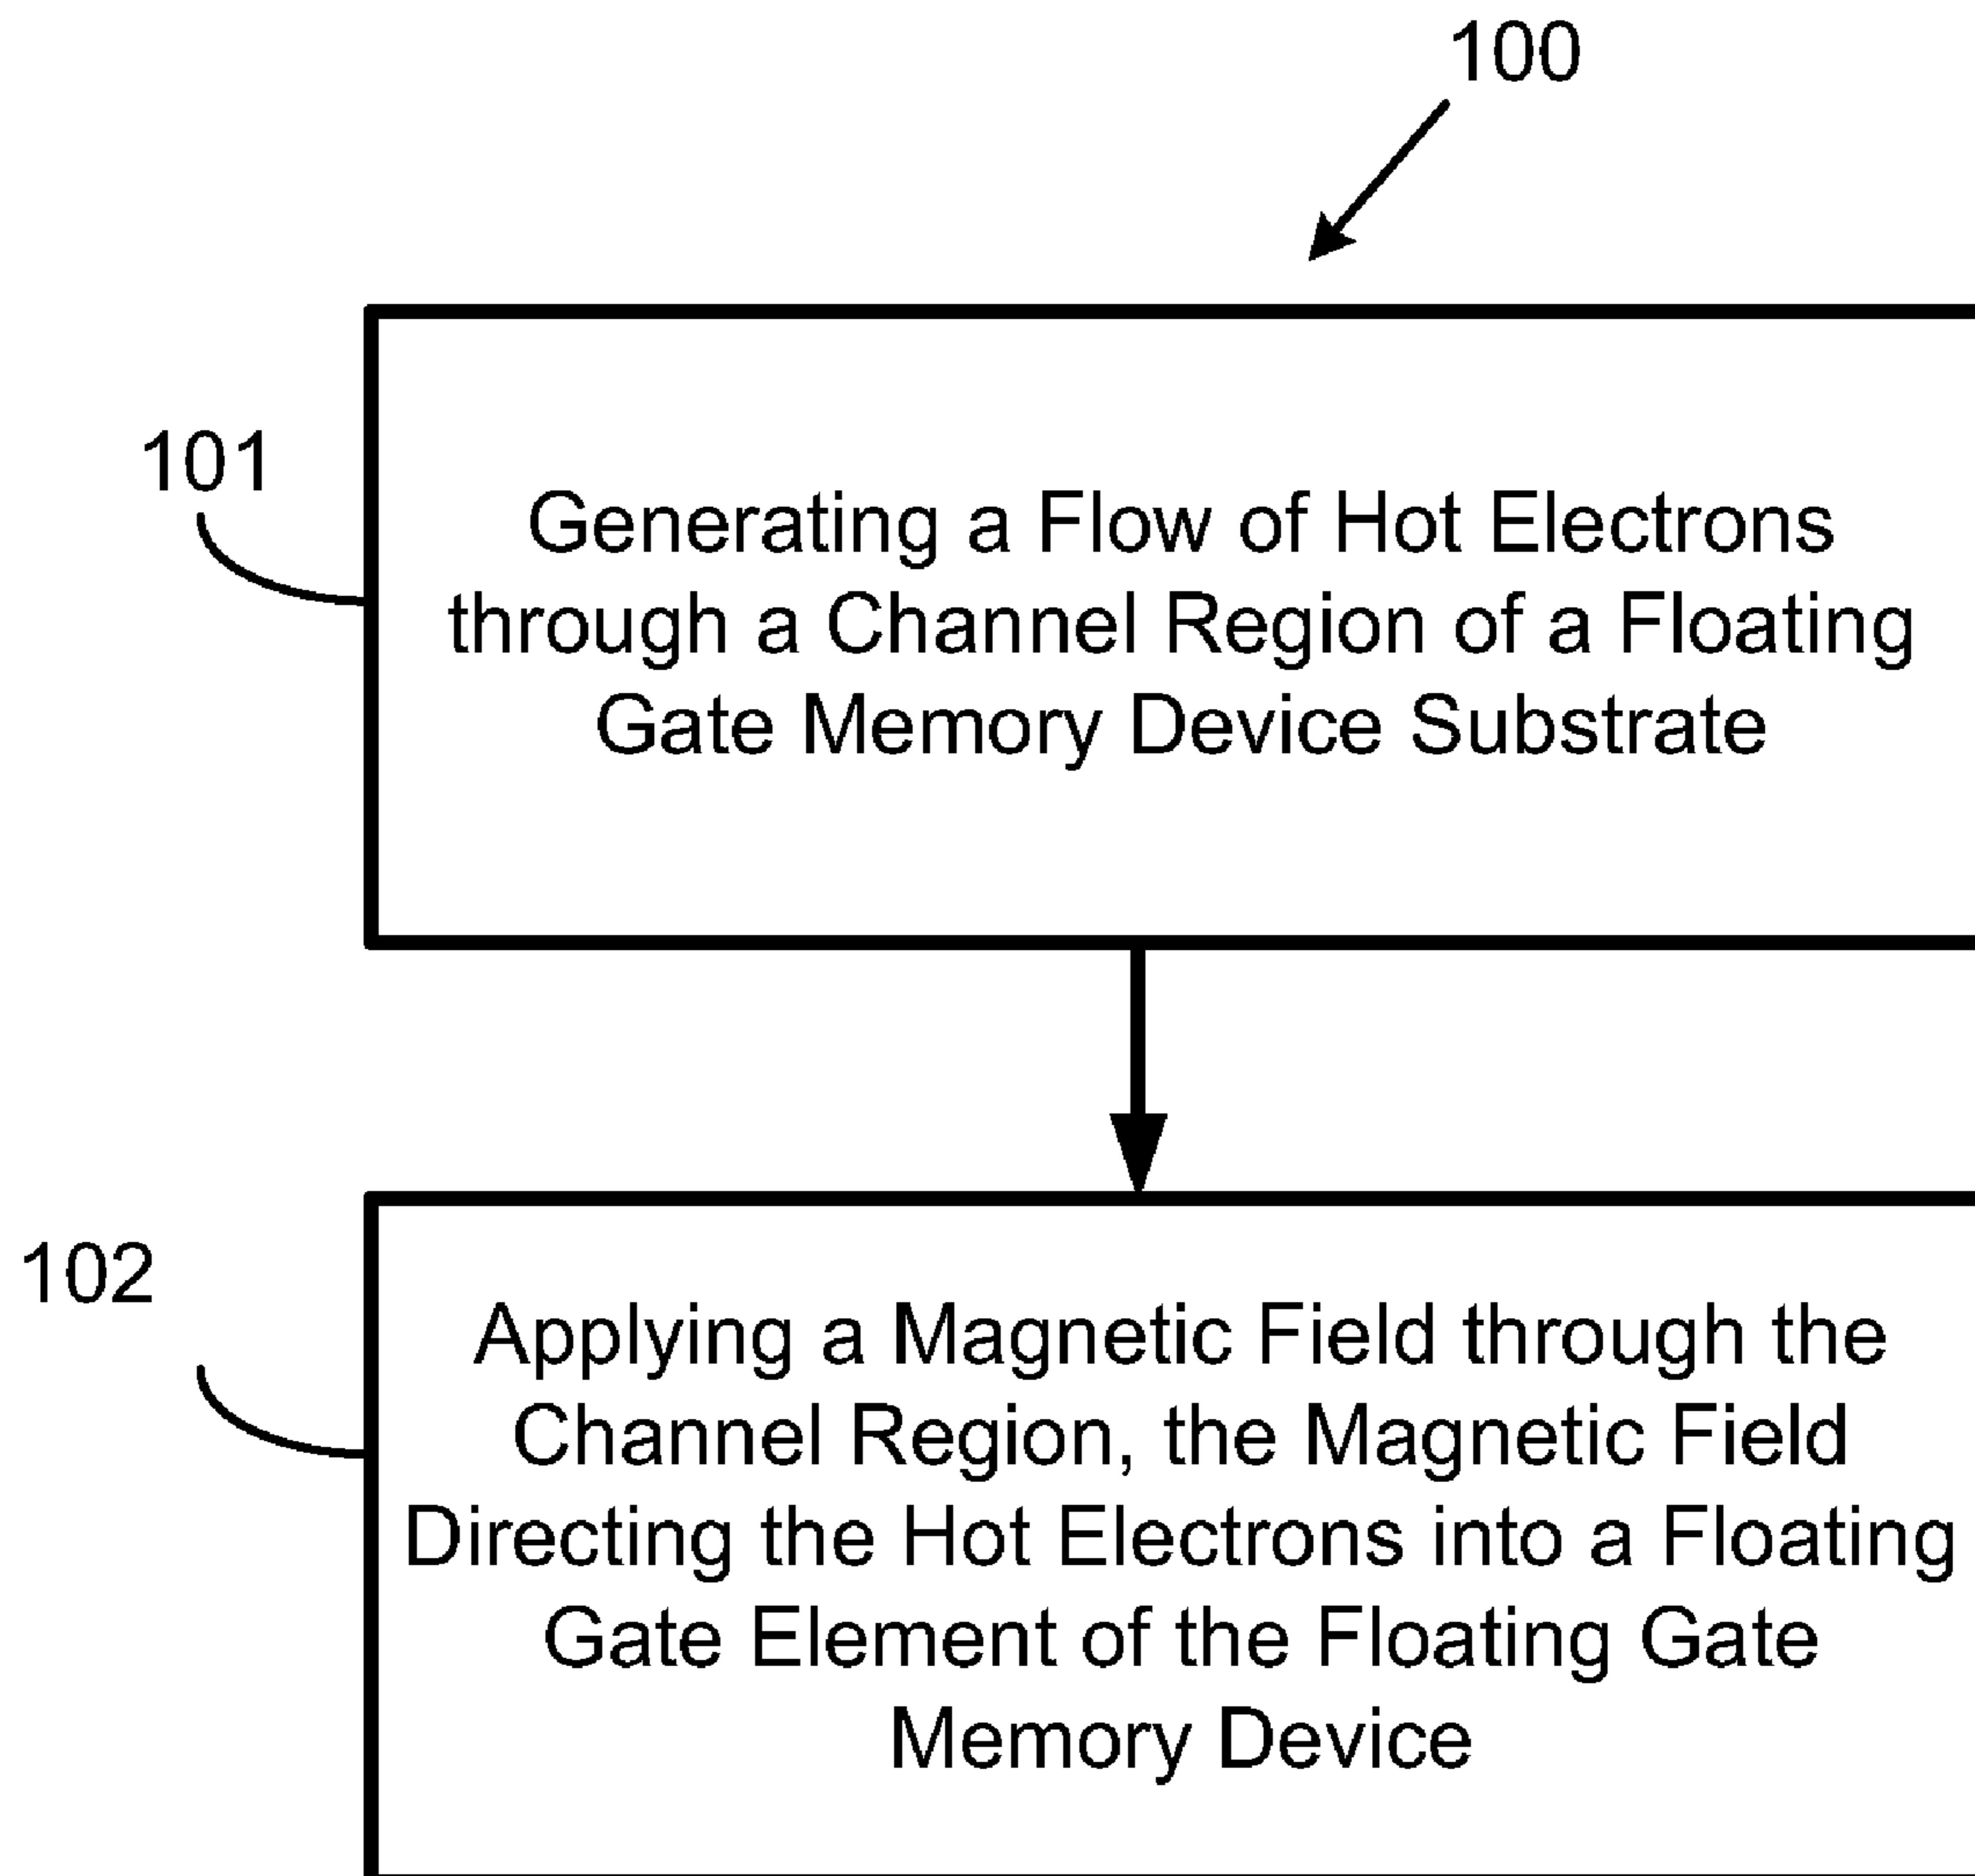 100
101
Generating a Flow of Hot Electrons
through a Channel Region of a Floating
Gate Memory Device Substrate
102
Applying a Magnetic Field through the
Channel Region, the Magnetic Field
Directing the Hot Electrons into a Floating
Gate Element of the Floating Gate
Memory Device